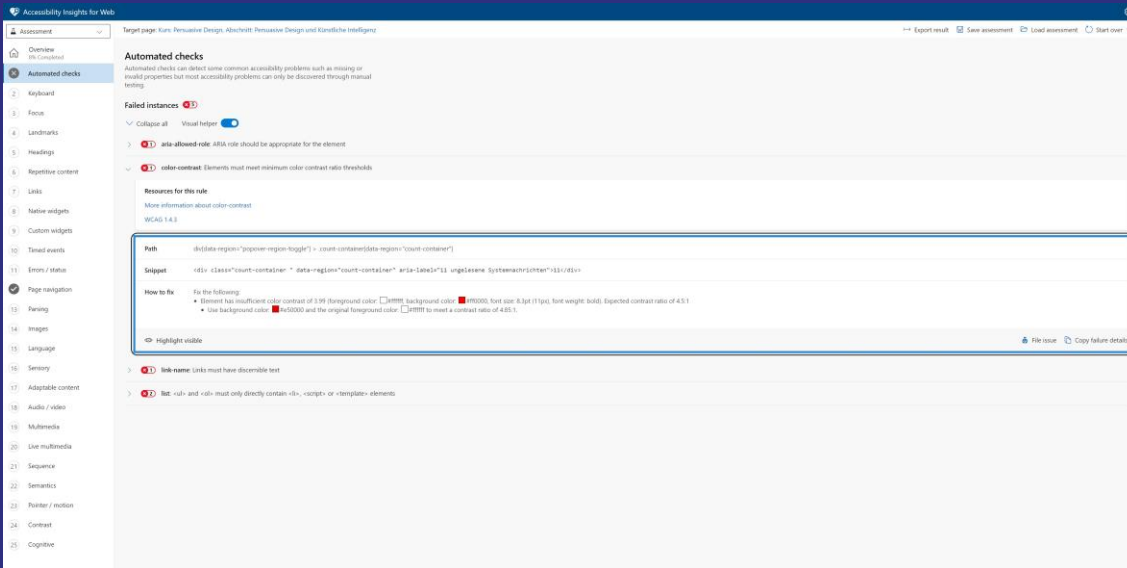 Accessibility Insights for Web
Assessment
Target page: Kurs: Persuasive Design, Abschnitt: Persuasive Design und Künstliche Intelligenz
Export result
Save assessment
Load assessment
Start over
Overview
0% Completed
Automated checks
2 Keyboard
3 Focus
4 Landmarks
5 Headings
6 Repetitive content
7 Links
8 Native widgets
9 Custom widgets
10 Timed events
11 Errors / status
Page navigation
13 Parsing
14 Images
15 Language
16 Sensory
17 Adaptable content
18 Audio / video
19 Multimedia
20 Live multimedia
21 Sequence
22 Semantics
23 Pointer / motion
24 Contrast
25 Cognitive
Automated checks
Automated checks can detect some common accessibility problems such as missing or
invalid properties but most accessibility problems can only be discovered through manual
testing.
Failed instances 5
Collapse all
Visual helper
1 aria-allowed-role: ARIA role should be appropriate for the element
1 color-contrast: Elements must meet minimum color contrast ratio thresholds
Resources for this rule
More information about color-contrast
WCAG 1.4.3
Path div[data-region="popover-region-toggle"] > .count-container[data-region="count-container"]
Snippet <div class="count-container " data-region="count-container" aria-label="11 ungelesene Systemnachrichten">11</div>
How to fix Fix the following:
• Element has insufficient color contrast of 3.99 (foreground color: #ffffff, background color: #ff0000, font size: 8.3pt (11px), font weight: bold). Expected contrast ratio of 4.5:1
• Use background color: #e50000 and the original foreground color: #ffffff to meet a contrast ratio of 4.85:1.
Highlight visible
File issue
Copy failure details
1 link-name: Links must have discernible text
2 list: <ul> and <ol> must only directly contain <li>, <script> or <template> elements